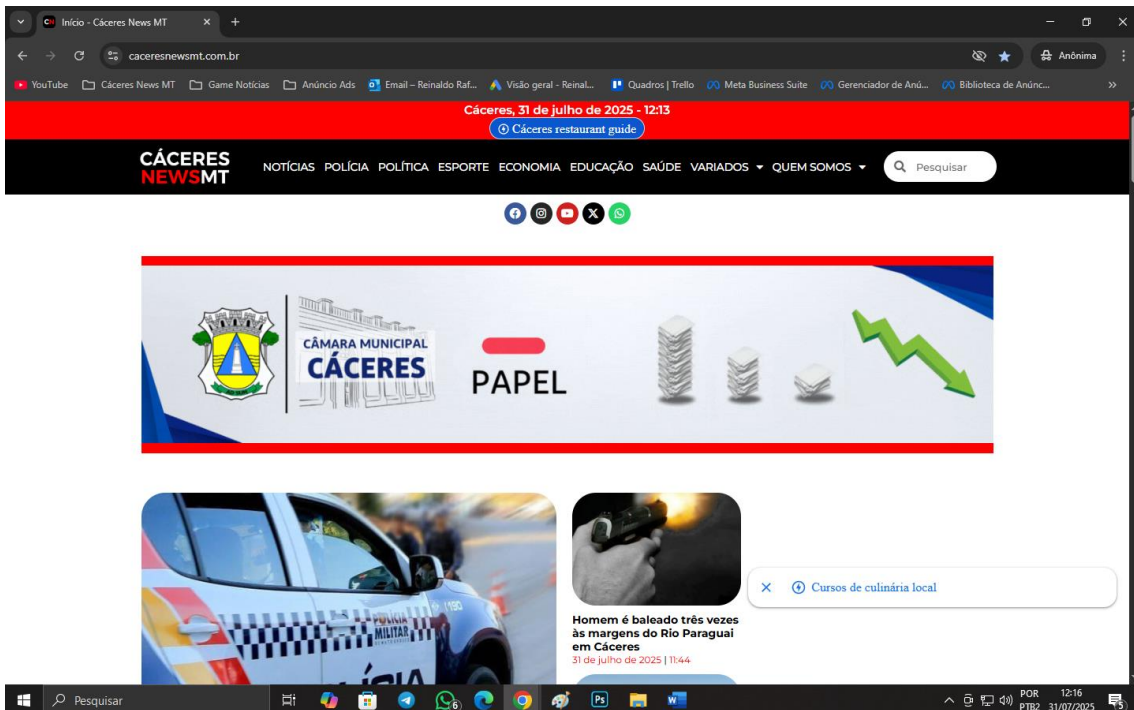 Início - Cáceres News MT
caceresnewsmt.com.br
Anônima
YouTube Cáceres News MT Game Notícias Anúncio Ads Email – Reinaldo Raf... Visão geral - Reinal... Quadros | Trello Meta Business Suite Gerenciador de Anú... Biblioteca de Anúnc...
Cáceres, 31 de julho de 2025 - 12:13
Cáceres restaurant guide
CÁCERES
NEWSMT
NOTÍCIAS POLÍCIA POLÍTICA ESPORTE ECONOMIA EDUCAÇÃO SAÚDE VARIADOS QUEM SOMOS Pesquisar
CÂMARA MUNICIPAL
CÁCERES
PAPEL
POLÍCIA
MILITAR
190
Cursos de culinária local
Homem é baleado três vezes
às margens do Rio Paraguai
em Cáceres
31 de julho de 2025 | 11:44
Pesquisar
POR 12:16
PTB2 31/07/2025